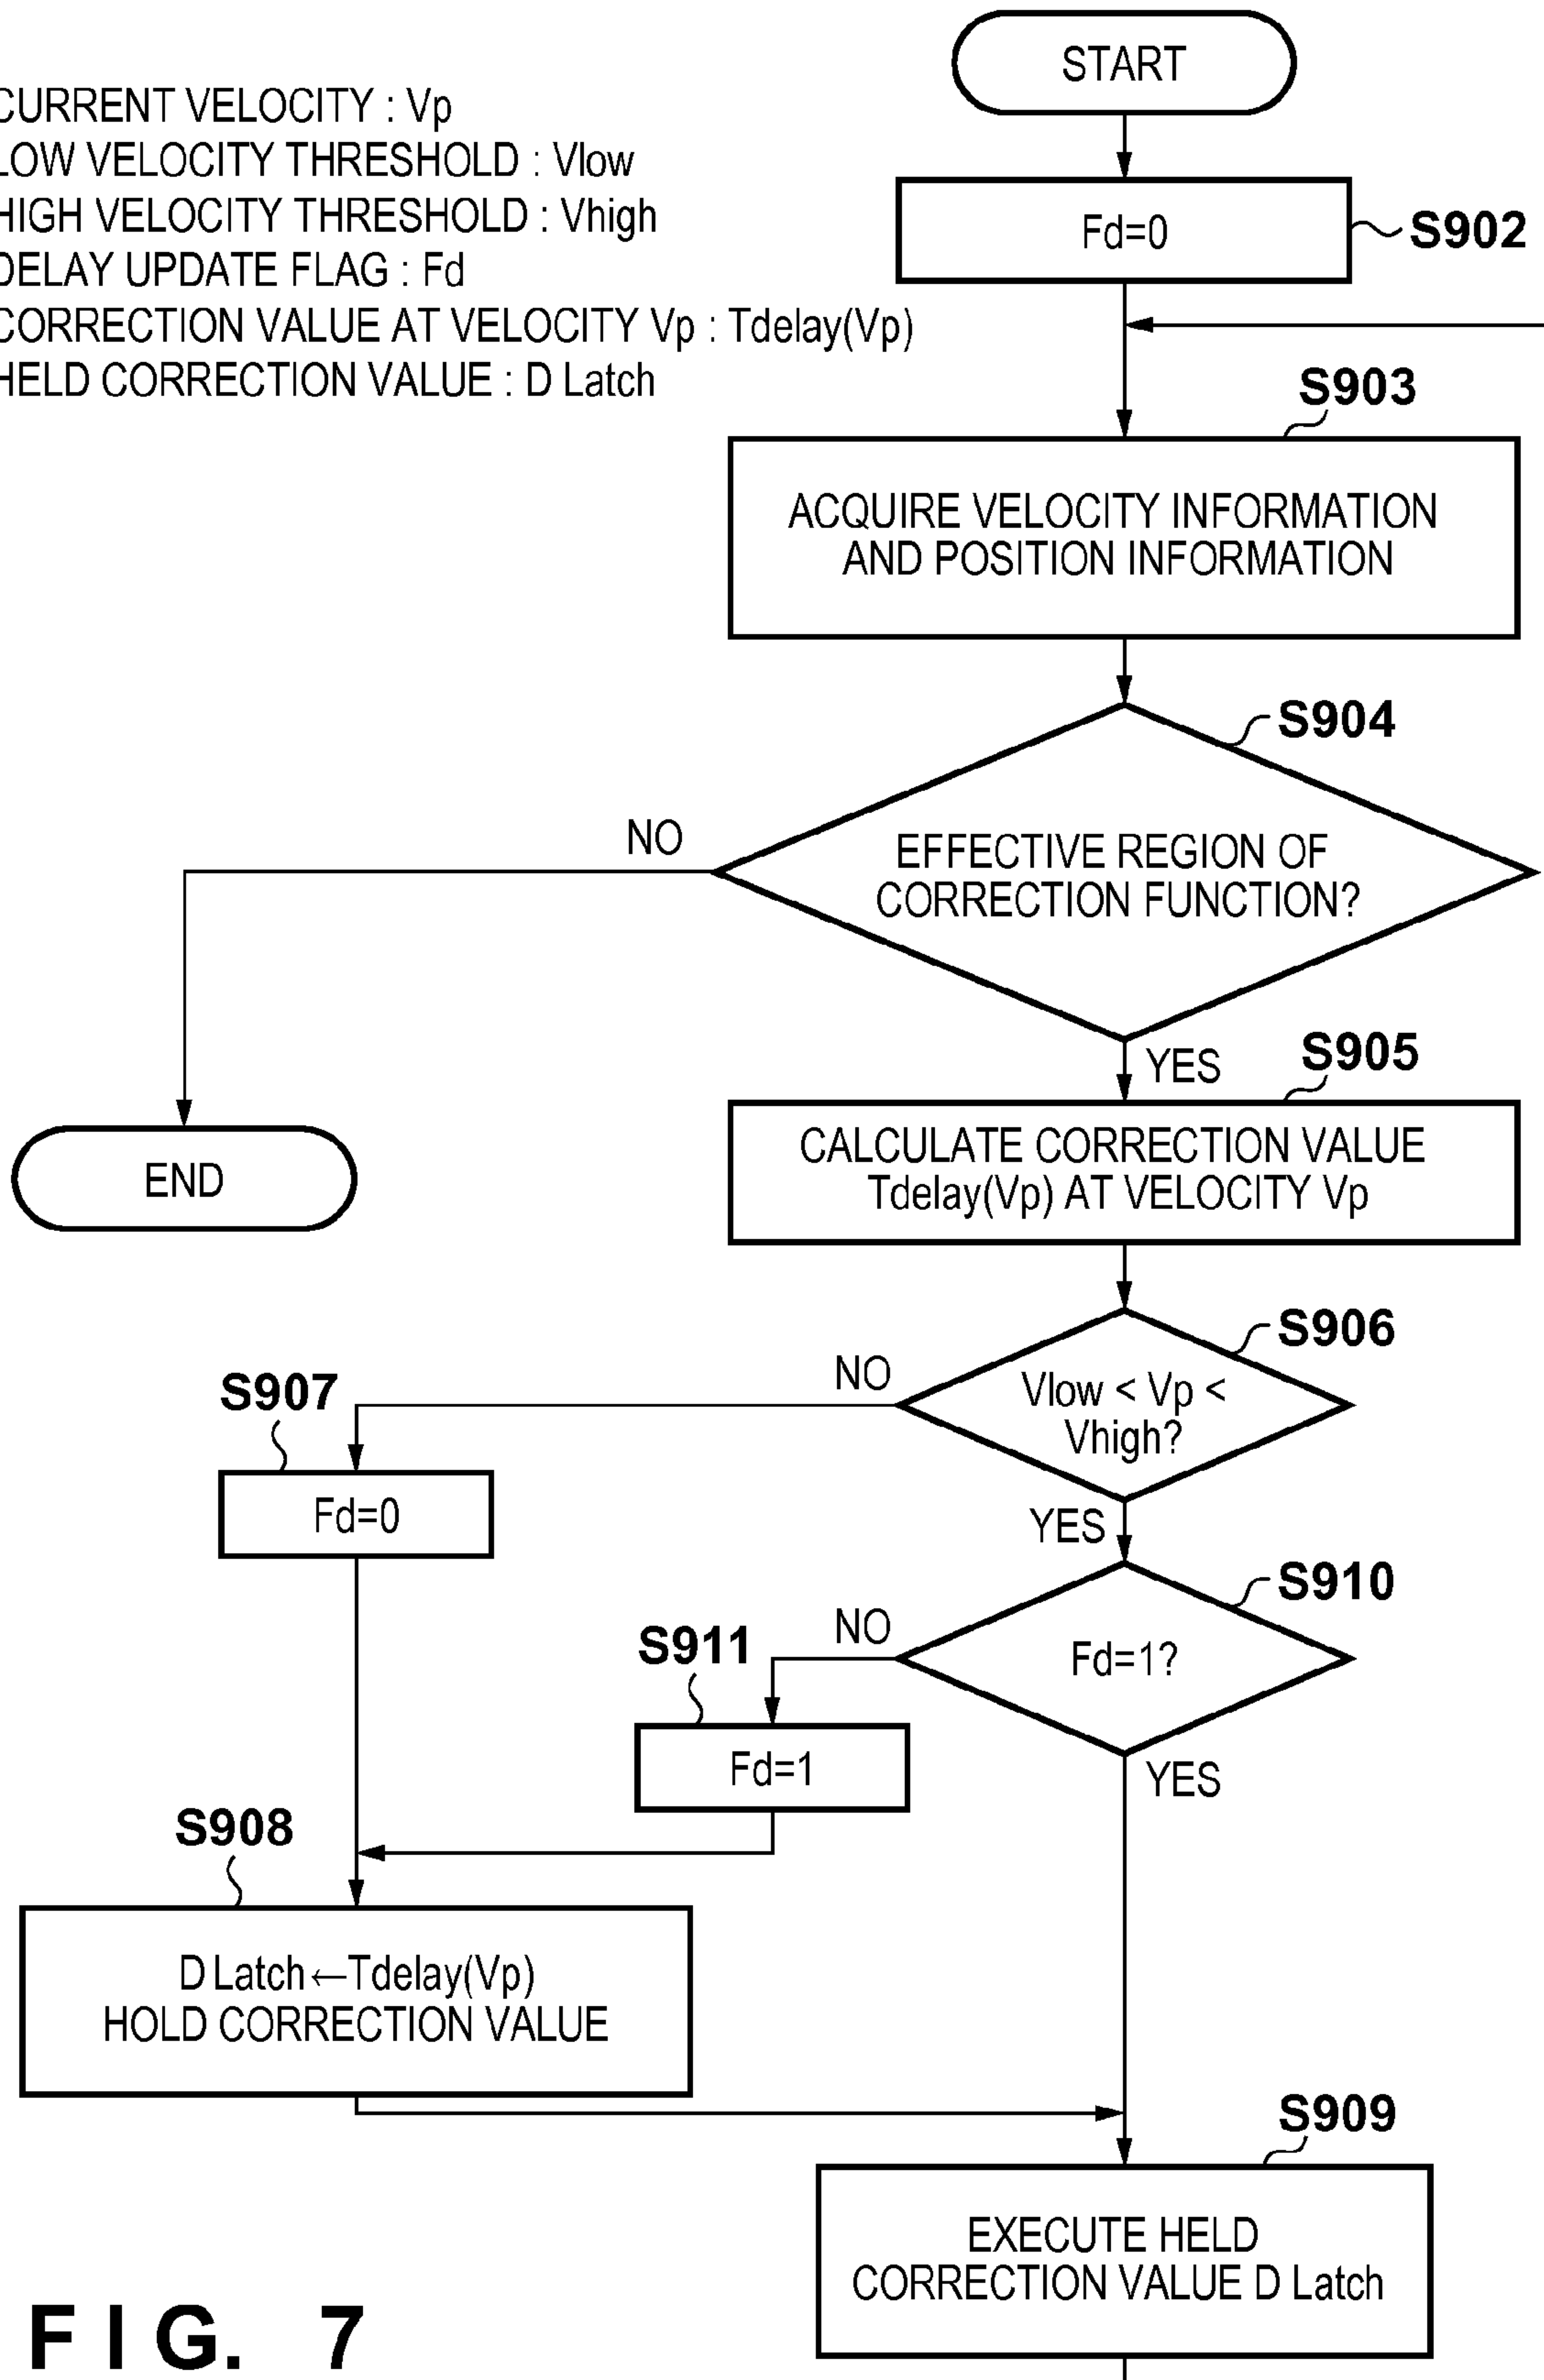 START
CURRENT VELOCITY : Vp
LOW VELOCITY THRESHOLD : Vlow
HIGH VELOCITY THRESHOLD : Vhigh
DELAY UPDATE FLAG : Fd
CORRECTION VALUE AT VELOCITY Vp : Tdelay(Vp)
HELD CORRECTION VALUE : D Latch
Fd=0
S902
S903
ACQUIRE VELOCITY INFORMATION
AND POSITION INFORMATION
S904
EFFECTIVE REGION OF
CORRECTION FUNCTION?
NO
END
YES
S905
CALCULATE CORRECTION VALUE
Tdelay(Vp) AT VELOCITY Vp
S906
Vlow < Vp <
Vhigh?
NO
S907
Fd=0
YES
S910
Fd=1?
NO
S911
Fd=1
YES
S908
D Latch←Tdelay(Vp)
HOLD CORRECTION VALUE
S909
EXECUTE HELD
CORRECTION VALUE D Latch
FIG. 7